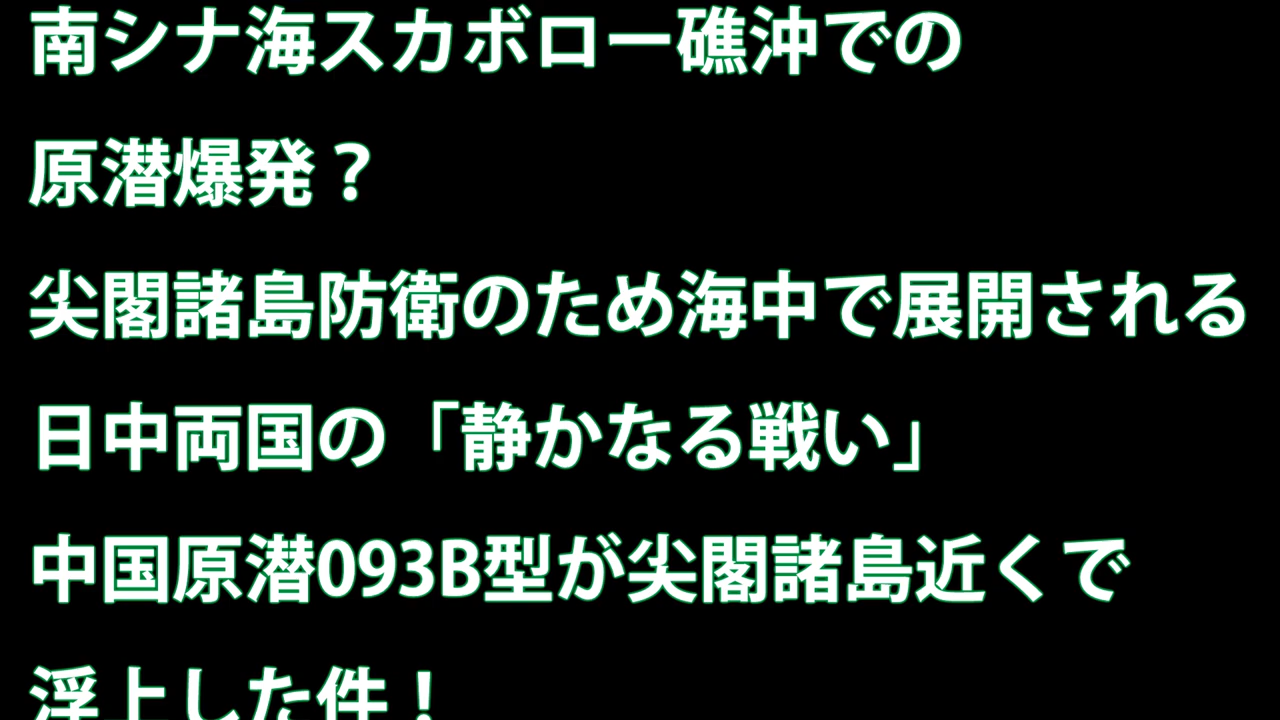 南シナ海スカボロー礁沖での
原潜爆発？
尖閣諸島防衛のため海中で展開される
日中両国の「静かなる戦い」
中国原潜093B型が尖閣諸島近くで
浮上した件！